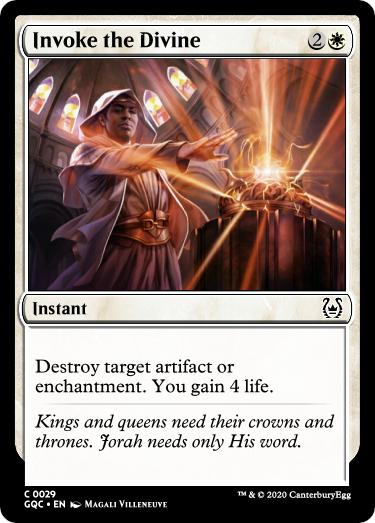 Invoke the Divine 2
Instant
Destroy target artifact or
enchantment. You gain 4 life.
Kings and queens need their crowns and
thrones. Jorah needs only His word.
C 0029
GQC • EN Magali Villeneuve
™ & © 2020 CanterburyEgg